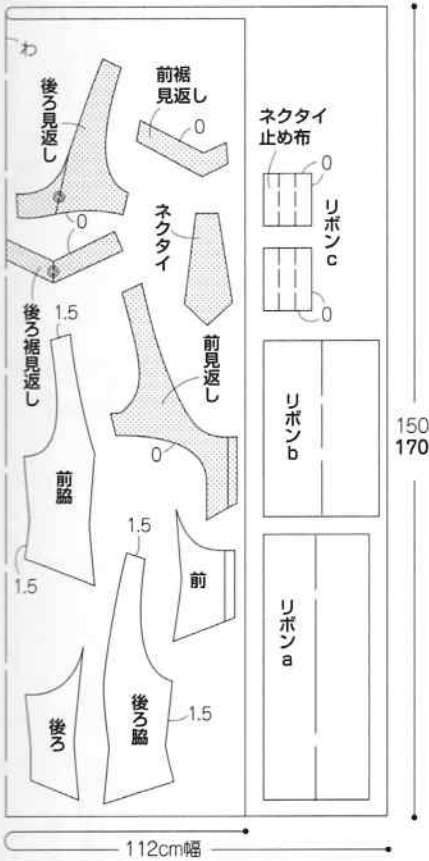 わ
後ろ見返し
前裾
見返し
0
0
ネクタイ
止め布
0
リボンc
0
ネクタイ
0
後ろ裾見返し
1.5
前見返し
0
リボンb
150
170
前脇
1.5
1.5
前
リボンa
後ろ
後ろ脇
1.5
112cm幅